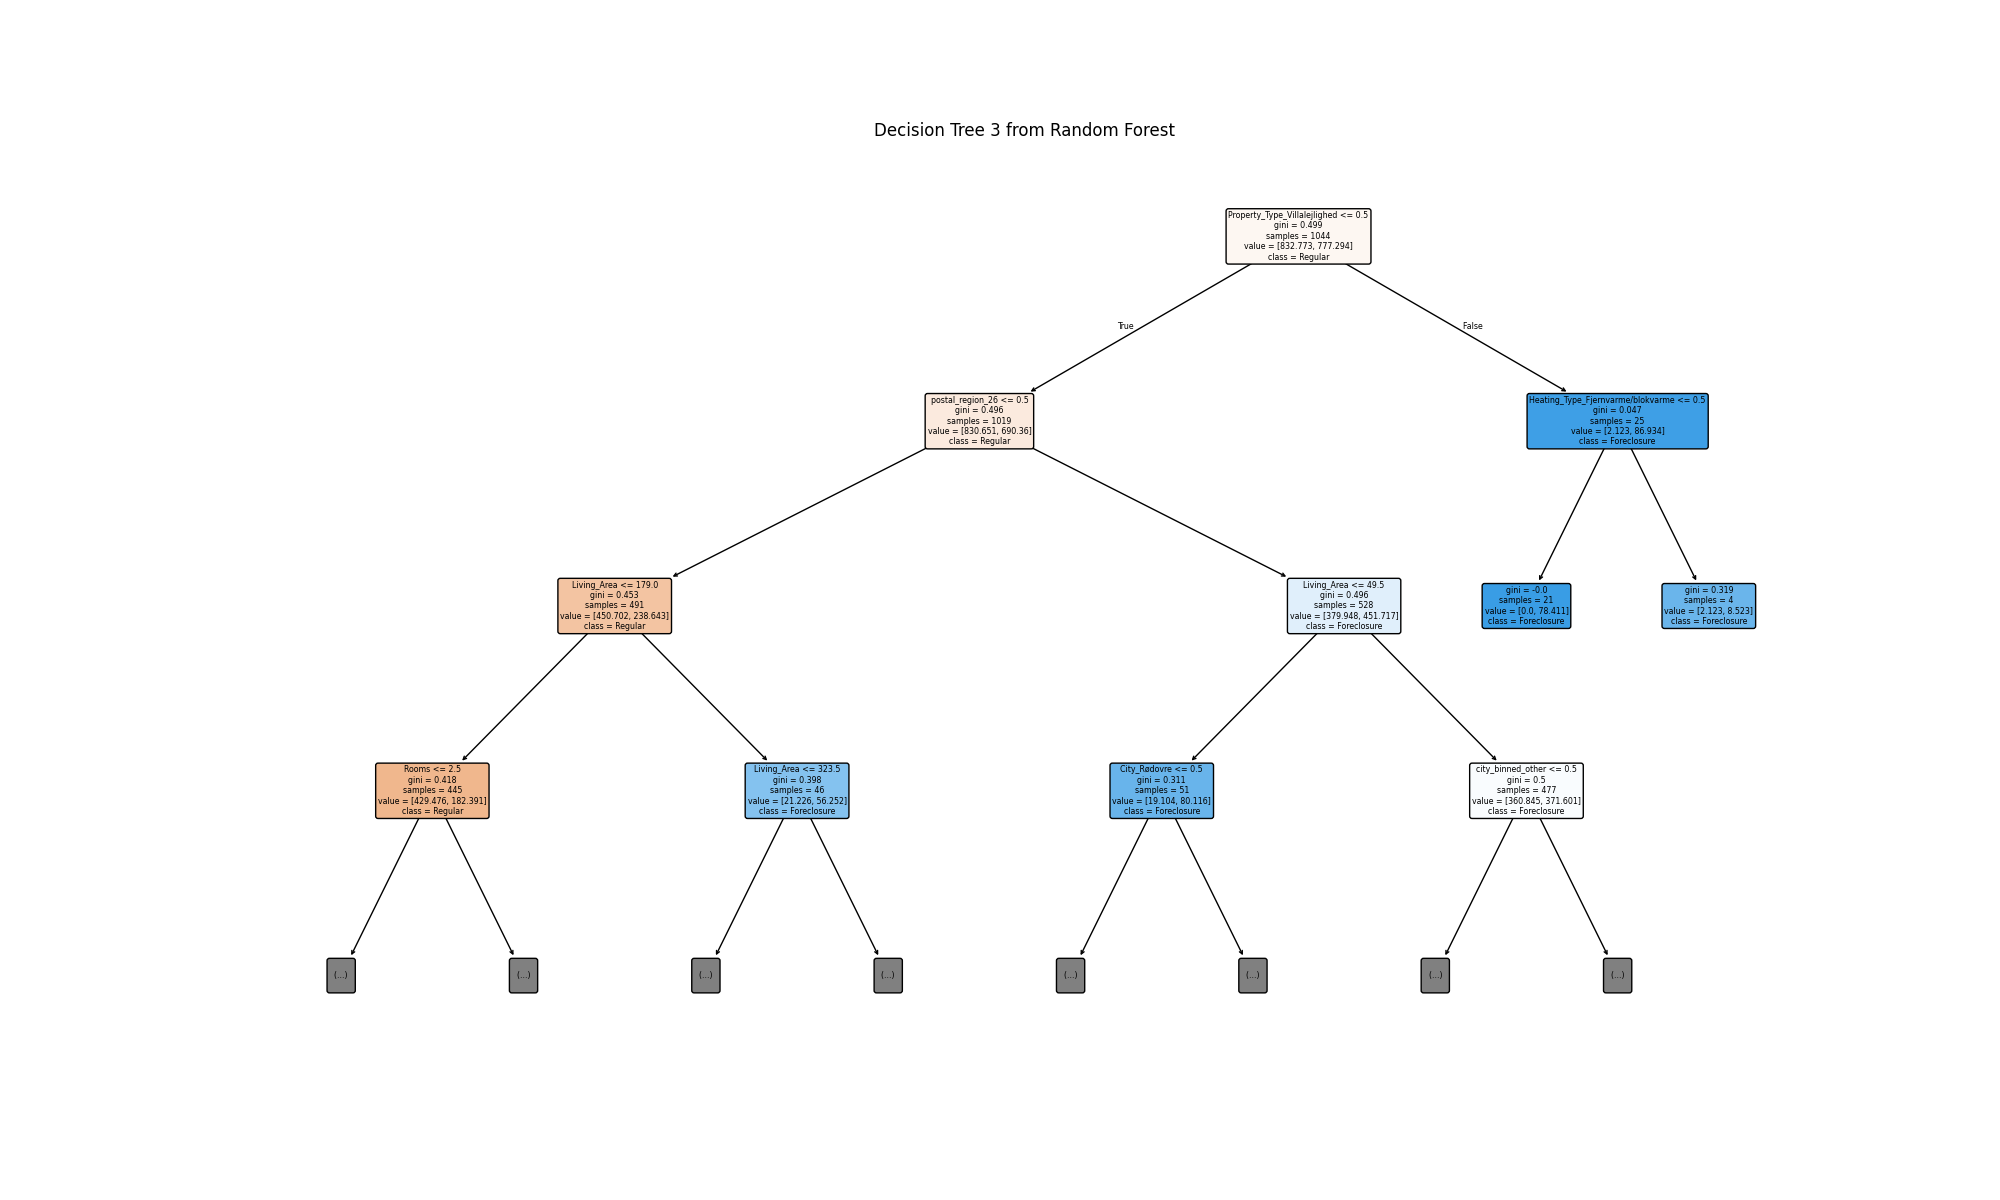 Decision Tree 3 from Random Forest
Property_Type_Villalejlighed <= 0.5
gini = 0.499
samples = 1044
value = [832.773, 777.294]
class = Regular
True
False
postal_region_26 <= 0.5
gini = 0.496
samples = 1019
value = [830.651, 690.36]
class = Regular
Heating_Type_Fjernvarme/blokvarme <= 0.5
gini = 0.047
samples = 25
value = [2.123, 86.934]
class = Foreclosure
Living_Area <= 179.0
gini = 0.453
samples = 491
value = [450.702, 238.643]
class = Regular
Living_Area <= 49.5
gini = 0.496
samples = 528
value = [379.948, 451.717]
class = Foreclosure
gini = -0.0
samples = 21
value = [0.0, 78.411]
class = Foreclosure
gini = 0.319
samples = 4
value = [2.123, 8.523]
class = Foreclosure
Rooms <= 2.5
gini = 0.418
samples = 445
value = [429.476, 182.391]
class = Regular
Living_Area <= 323.5
gini = 0.398
samples = 46
value = [21.226, 56.252]
class = Foreclosure
City_Rødovre <= 0.5
gini = 0.311
samples = 51
value = [19.104, 80.116]
class = Foreclosure
city_binned_other <= 0.5
gini = 0.5
samples = 477
value = [360.845, 371.601]
class = Foreclosure
(...)
(...)
(...)
(...)
(...)
(...)
(...)
(...)